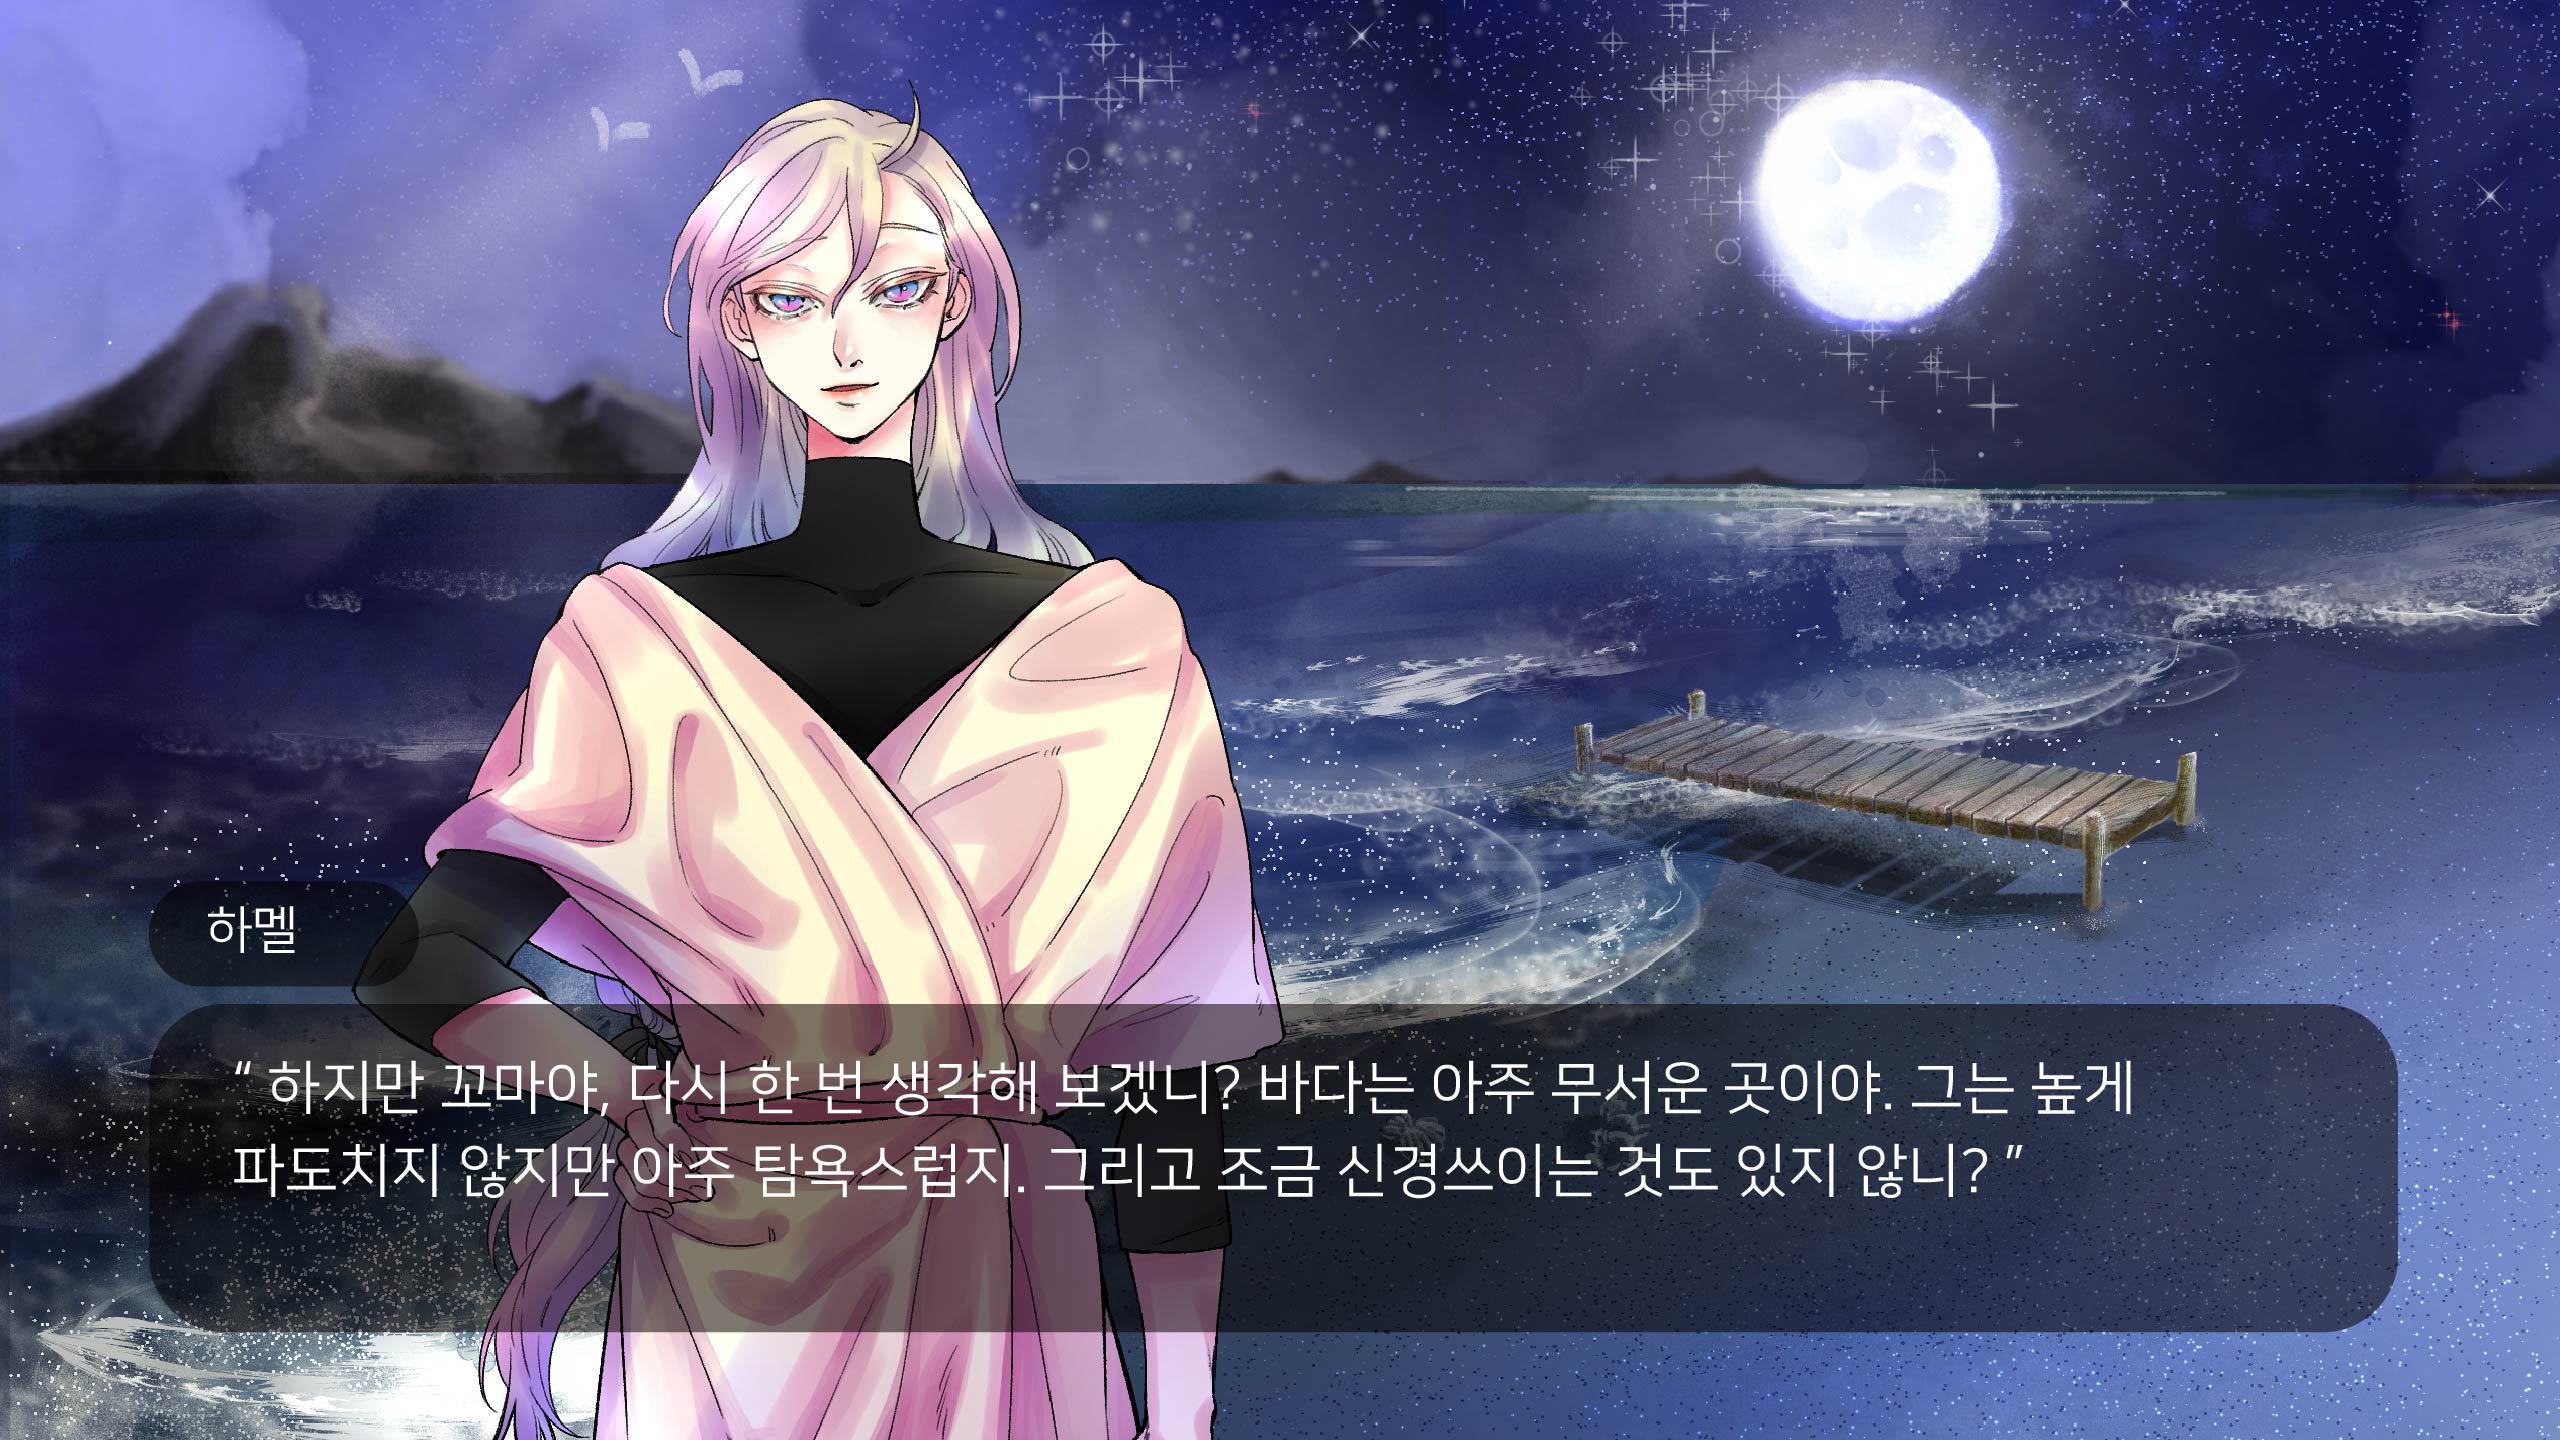 하멜
“ 하지만 꼬마야, 다시 한 번 생각해 보겠니? 바다는 아주 무서운 곳이야. 그는 높게
파도치지 않지만 아주 탐욕스럽지. 그리고 조금 신경쓰이는 것도 있지 않니? ”